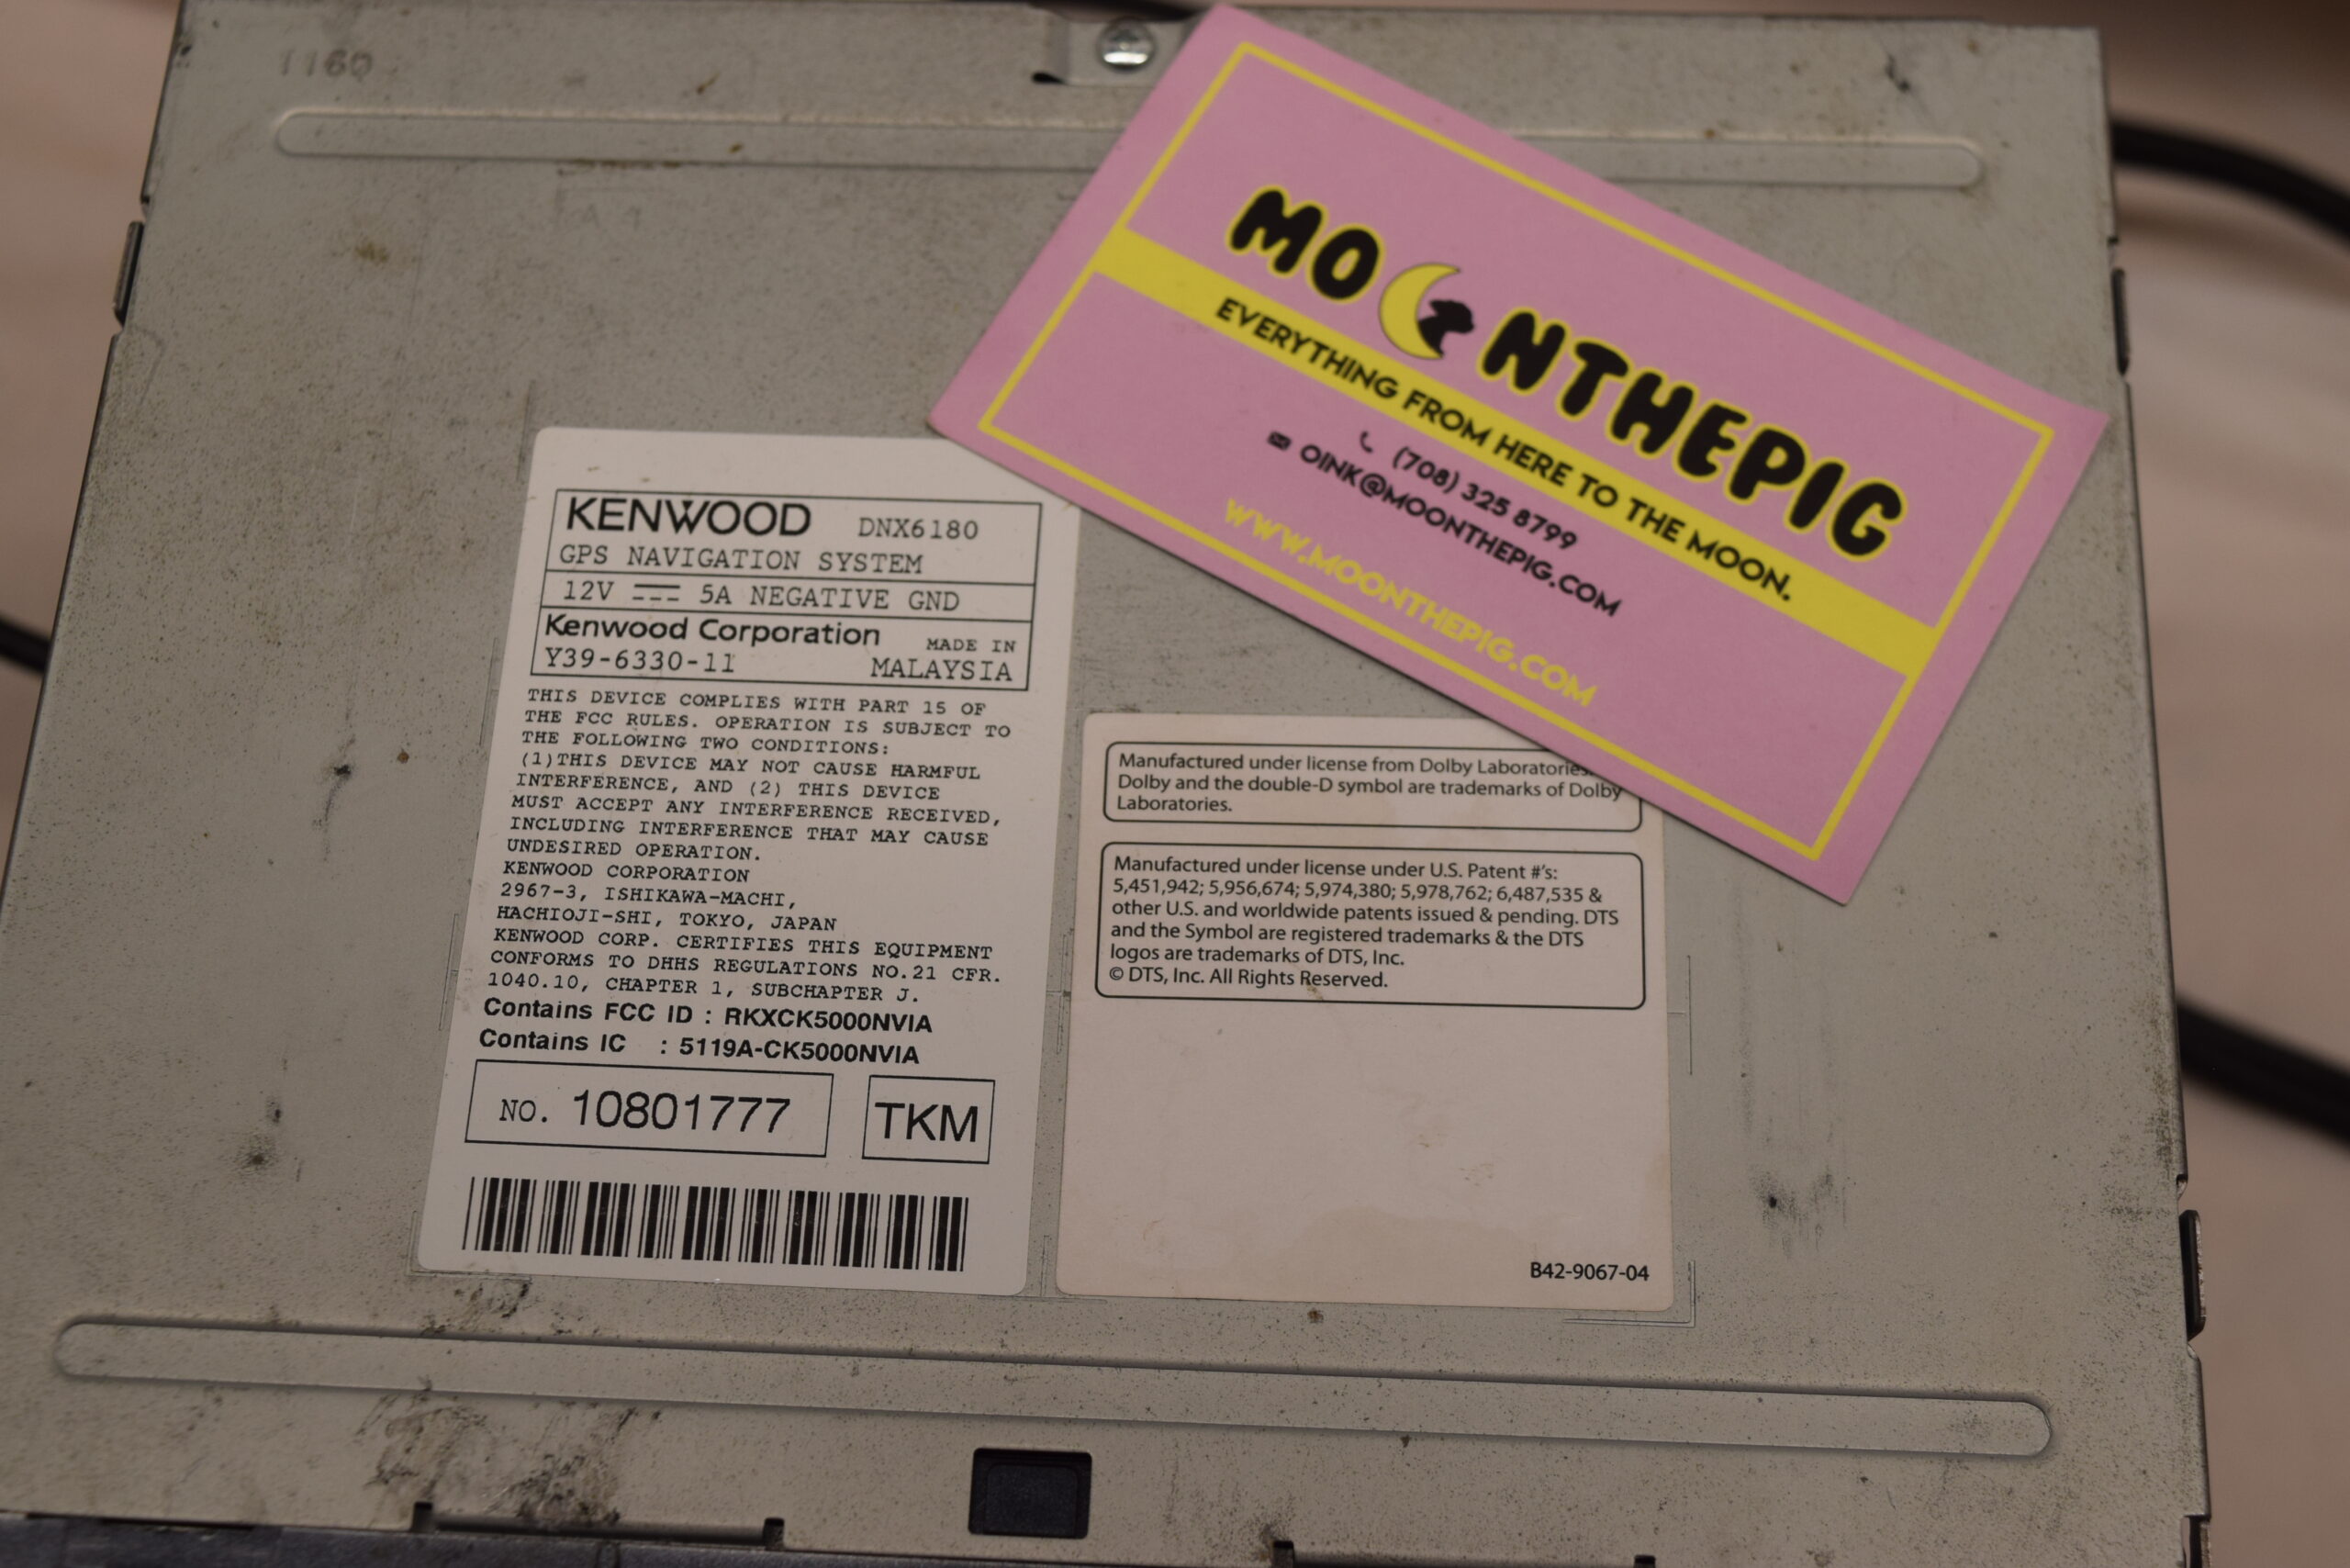 1160
MOONTHEPIG
EVERYTHING FROM HERE TO THE MOON.
(708) 325 8799
OINK@MOONTHEPIG.COM
WWW.MOONTHEPIG.COM
KENWOOD DNX6180
GPS NAVIGATION SYSTEM
12V 5A NEGATIVE GND
Kenwood Corporation MADE IN
Y39-6330-11 MALAYSIA
THIS DEVICE COMPLIES WITH PART 15 OF
THE FCC RULES. OPERATION IS SUBJECT TO
THE FOLLOWING TWO CONDITIONS:
(1)THIS DEVICE MAY NOT CAUSE HARMFUL
INTERFERENCE, AND (2) THIS DEVICE
MUST ACCEPT ANY INTERFERENCE RECEIVED,
INCLUDING INTERFERENCE THAT MAY CAUSE
UNDESIRED OPERATION.
KENWOOD CORPORATION
2967-3, ISHIKAWA-MACHI,
HACHIOJI-SHI, TOKYO, JAPAN
KENWOOD CORP. CERTIFIES THIS EQUIPMENT
CONFORMS TO DHHS REGULATIONS NO.21 CFR.
1040.10, CHAPTER 1, SUBCHAPTER J.
Contains FCC ID : RKXCK5000NVIA
Contains IC : 5119A-CK5000NVIA
NO. 10801777 TKM
Manufactured under license from Dolby Laboratories.
Dolby and the double-D symbol are trademarks of Dolby
Laboratories.
Manufactured under license under U.S. Patent #'s:
5,451,942; 5,956,674; 5,974,380; 5,978,762; 6,487,535 &
other U.S. and worldwide patents issued & pending. DTS
and the Symbol are registered trademarks & the DTS
logos are trademarks of DTS, Inc.
© DTS, Inc. All Rights Reserved.
B42-9067-04